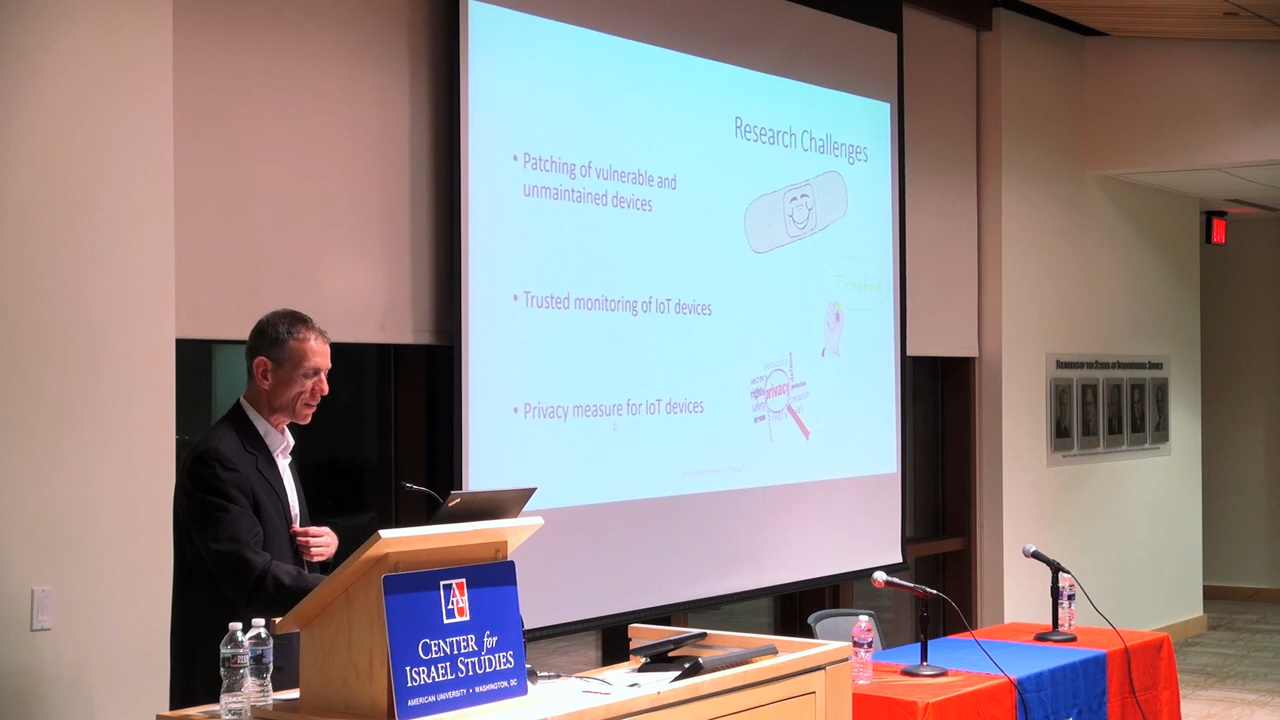 Research Challenges
• Patching of vulnerable and
unmaintained devices
Trusted
• Trusted monitoring of IoT devices
privacy
• Privacy measure for IoT devices
AU
CENTER for
ISRAEL STUDIES
AMERICAN UNIVERSITY • WASHINGTON, DC